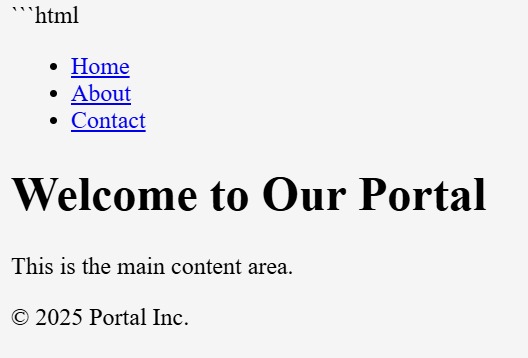 ```html
Home
About
Contact
Welcome to Our Portal
This is the main content area.
© 2025 Portal Inc.